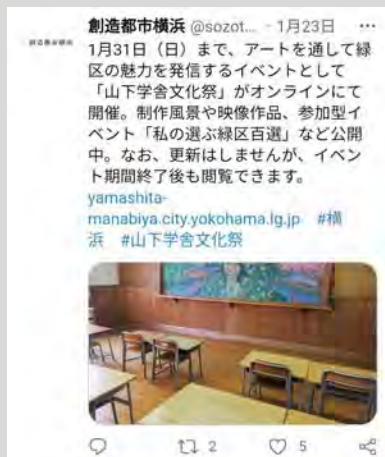 創造都市横浜
創造都市横浜 @sozot... · 1月23日
1月31日（日）まで、アートを通して緑
区の魅力を発信するイベントとして
「山下学舎文化祭」がオンラインにて
開催。制作風景や映像作品、参加型イ
ベント「私の選ぶ緑区百選」など公開
中。なお、更新はしませんが、イベン
ト期間終了後も閲覧できます。
yamashita-
manabiya.city.yokohama.lg.jp #横
浜 #山下学舎文化祭
2
5